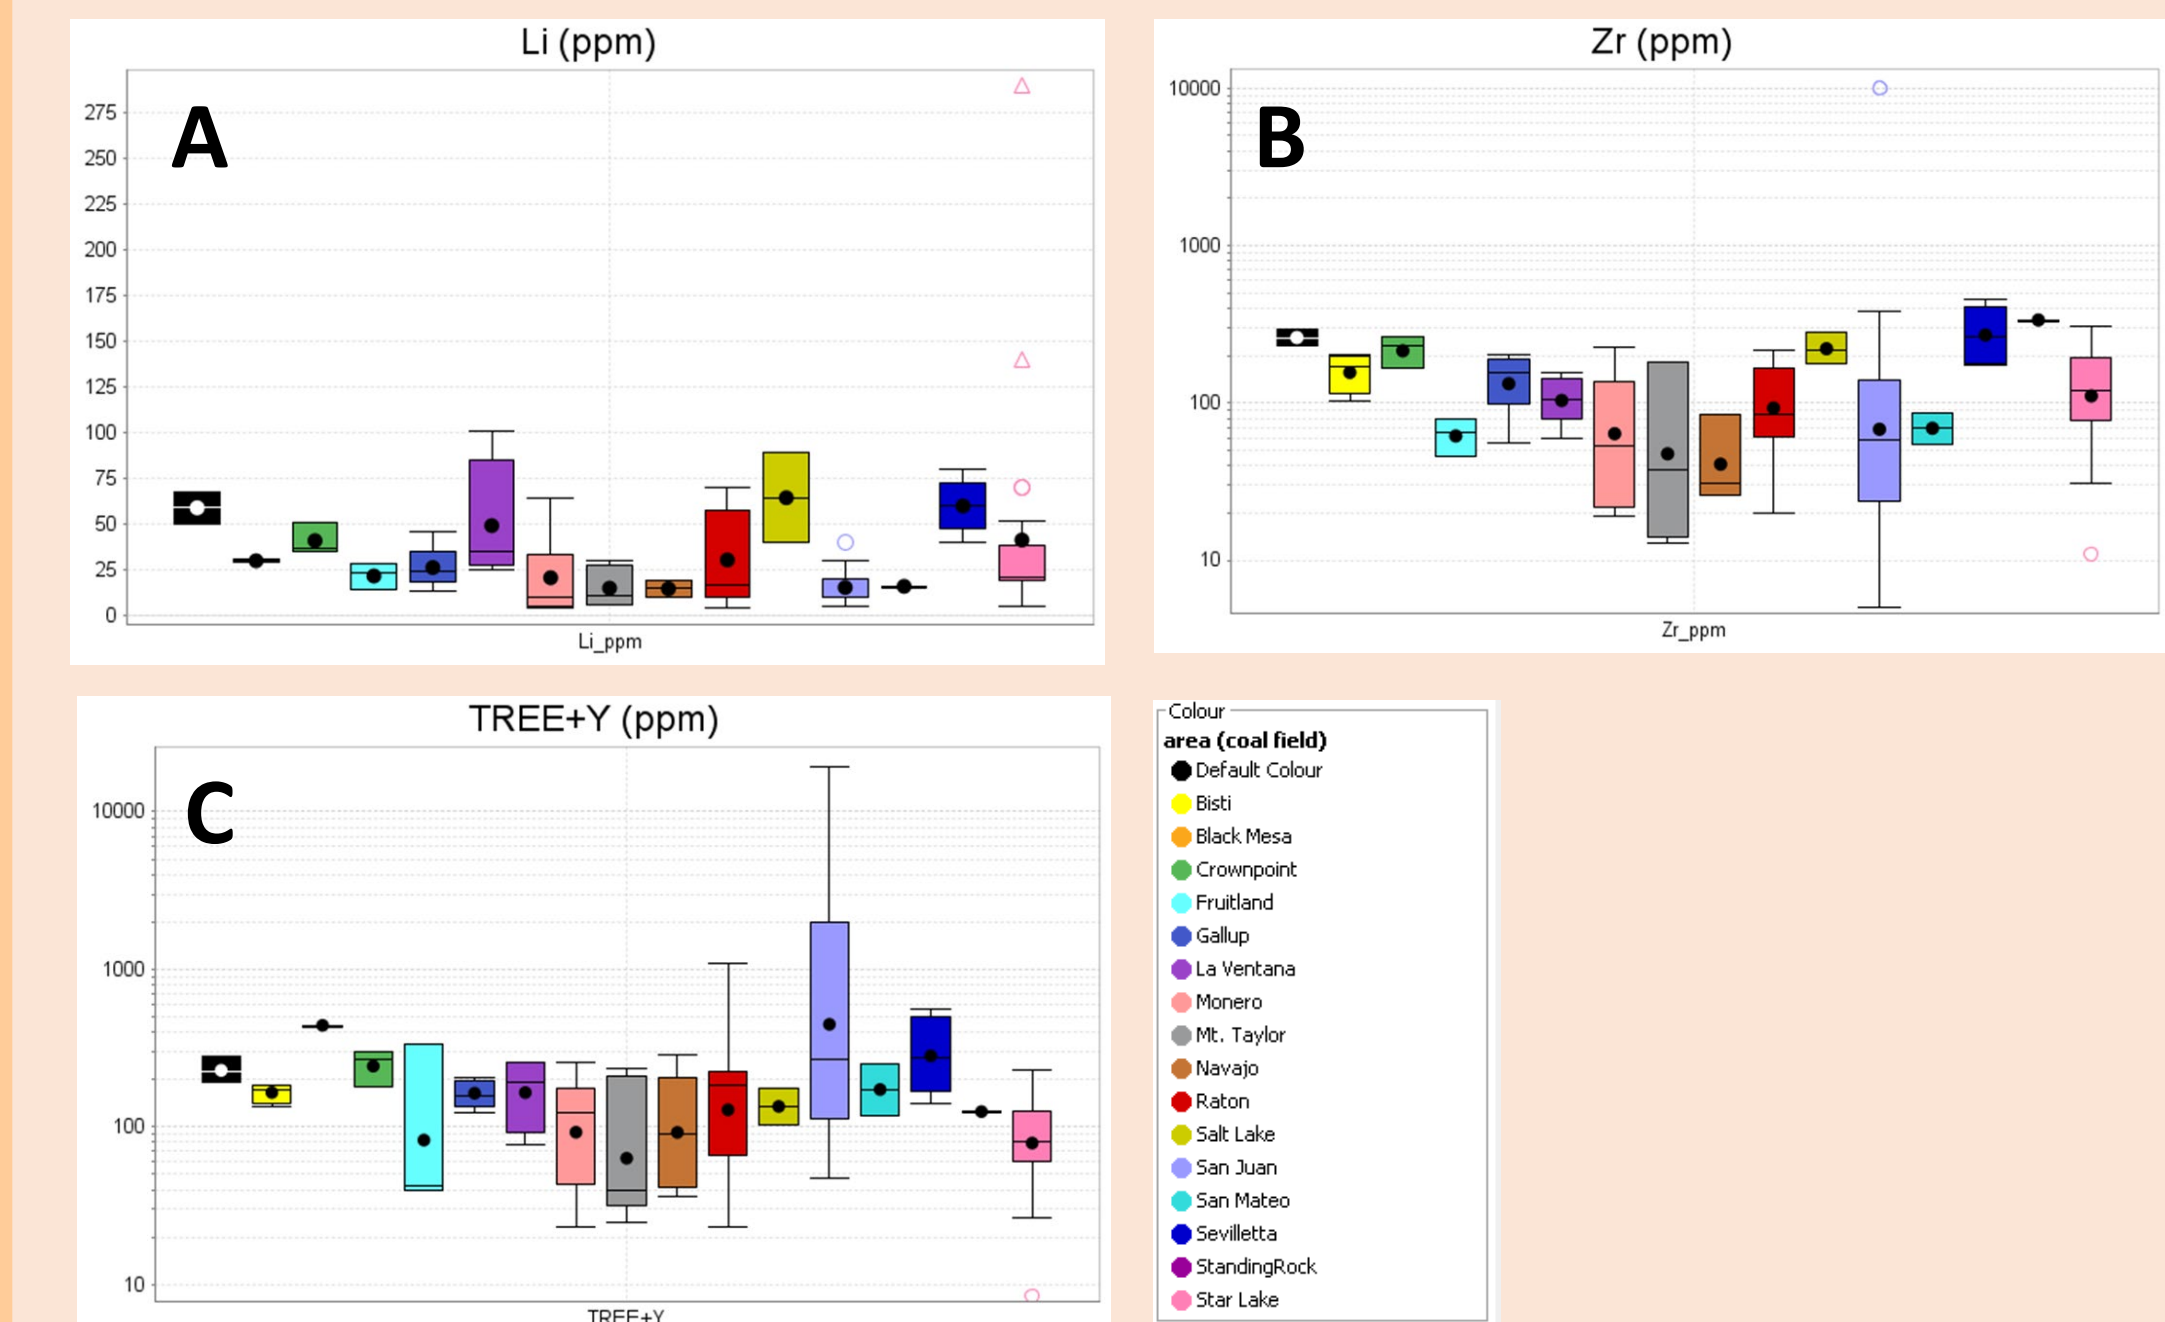 Li (ppm)
A
275
250
225
200
175
150
125
100
75
50
25
0
Li_ppm
Zr (ppm)
B
10000
1000
100
10
Zr_ppm
TREE+Y (ppm)
C
10000
1000
100
10
TREE+Y
Colour
area (coal field)
Default Colour
Bisti
Black Mesa
Crownpoint
Fruitland
Gallup
La Ventana
Monero
Mt. Taylor
Navajo
Raton
Salt Lake
San Juan
San Mateo
Sevilletta
StandingRock
Star Lake